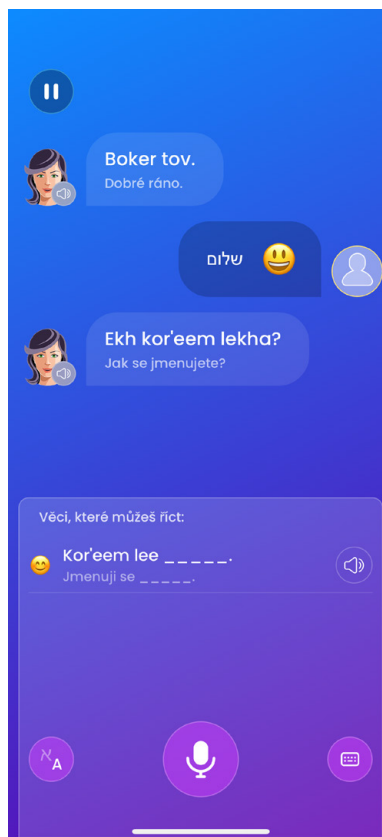 Boker tov.
Dobré ráno.
שלום
Ekh kor'eem lekha?
Jak se jmenujete?
Věci, které můžeš říct:
Kor'eem lee _____.
Jmenuji se _____.
א A